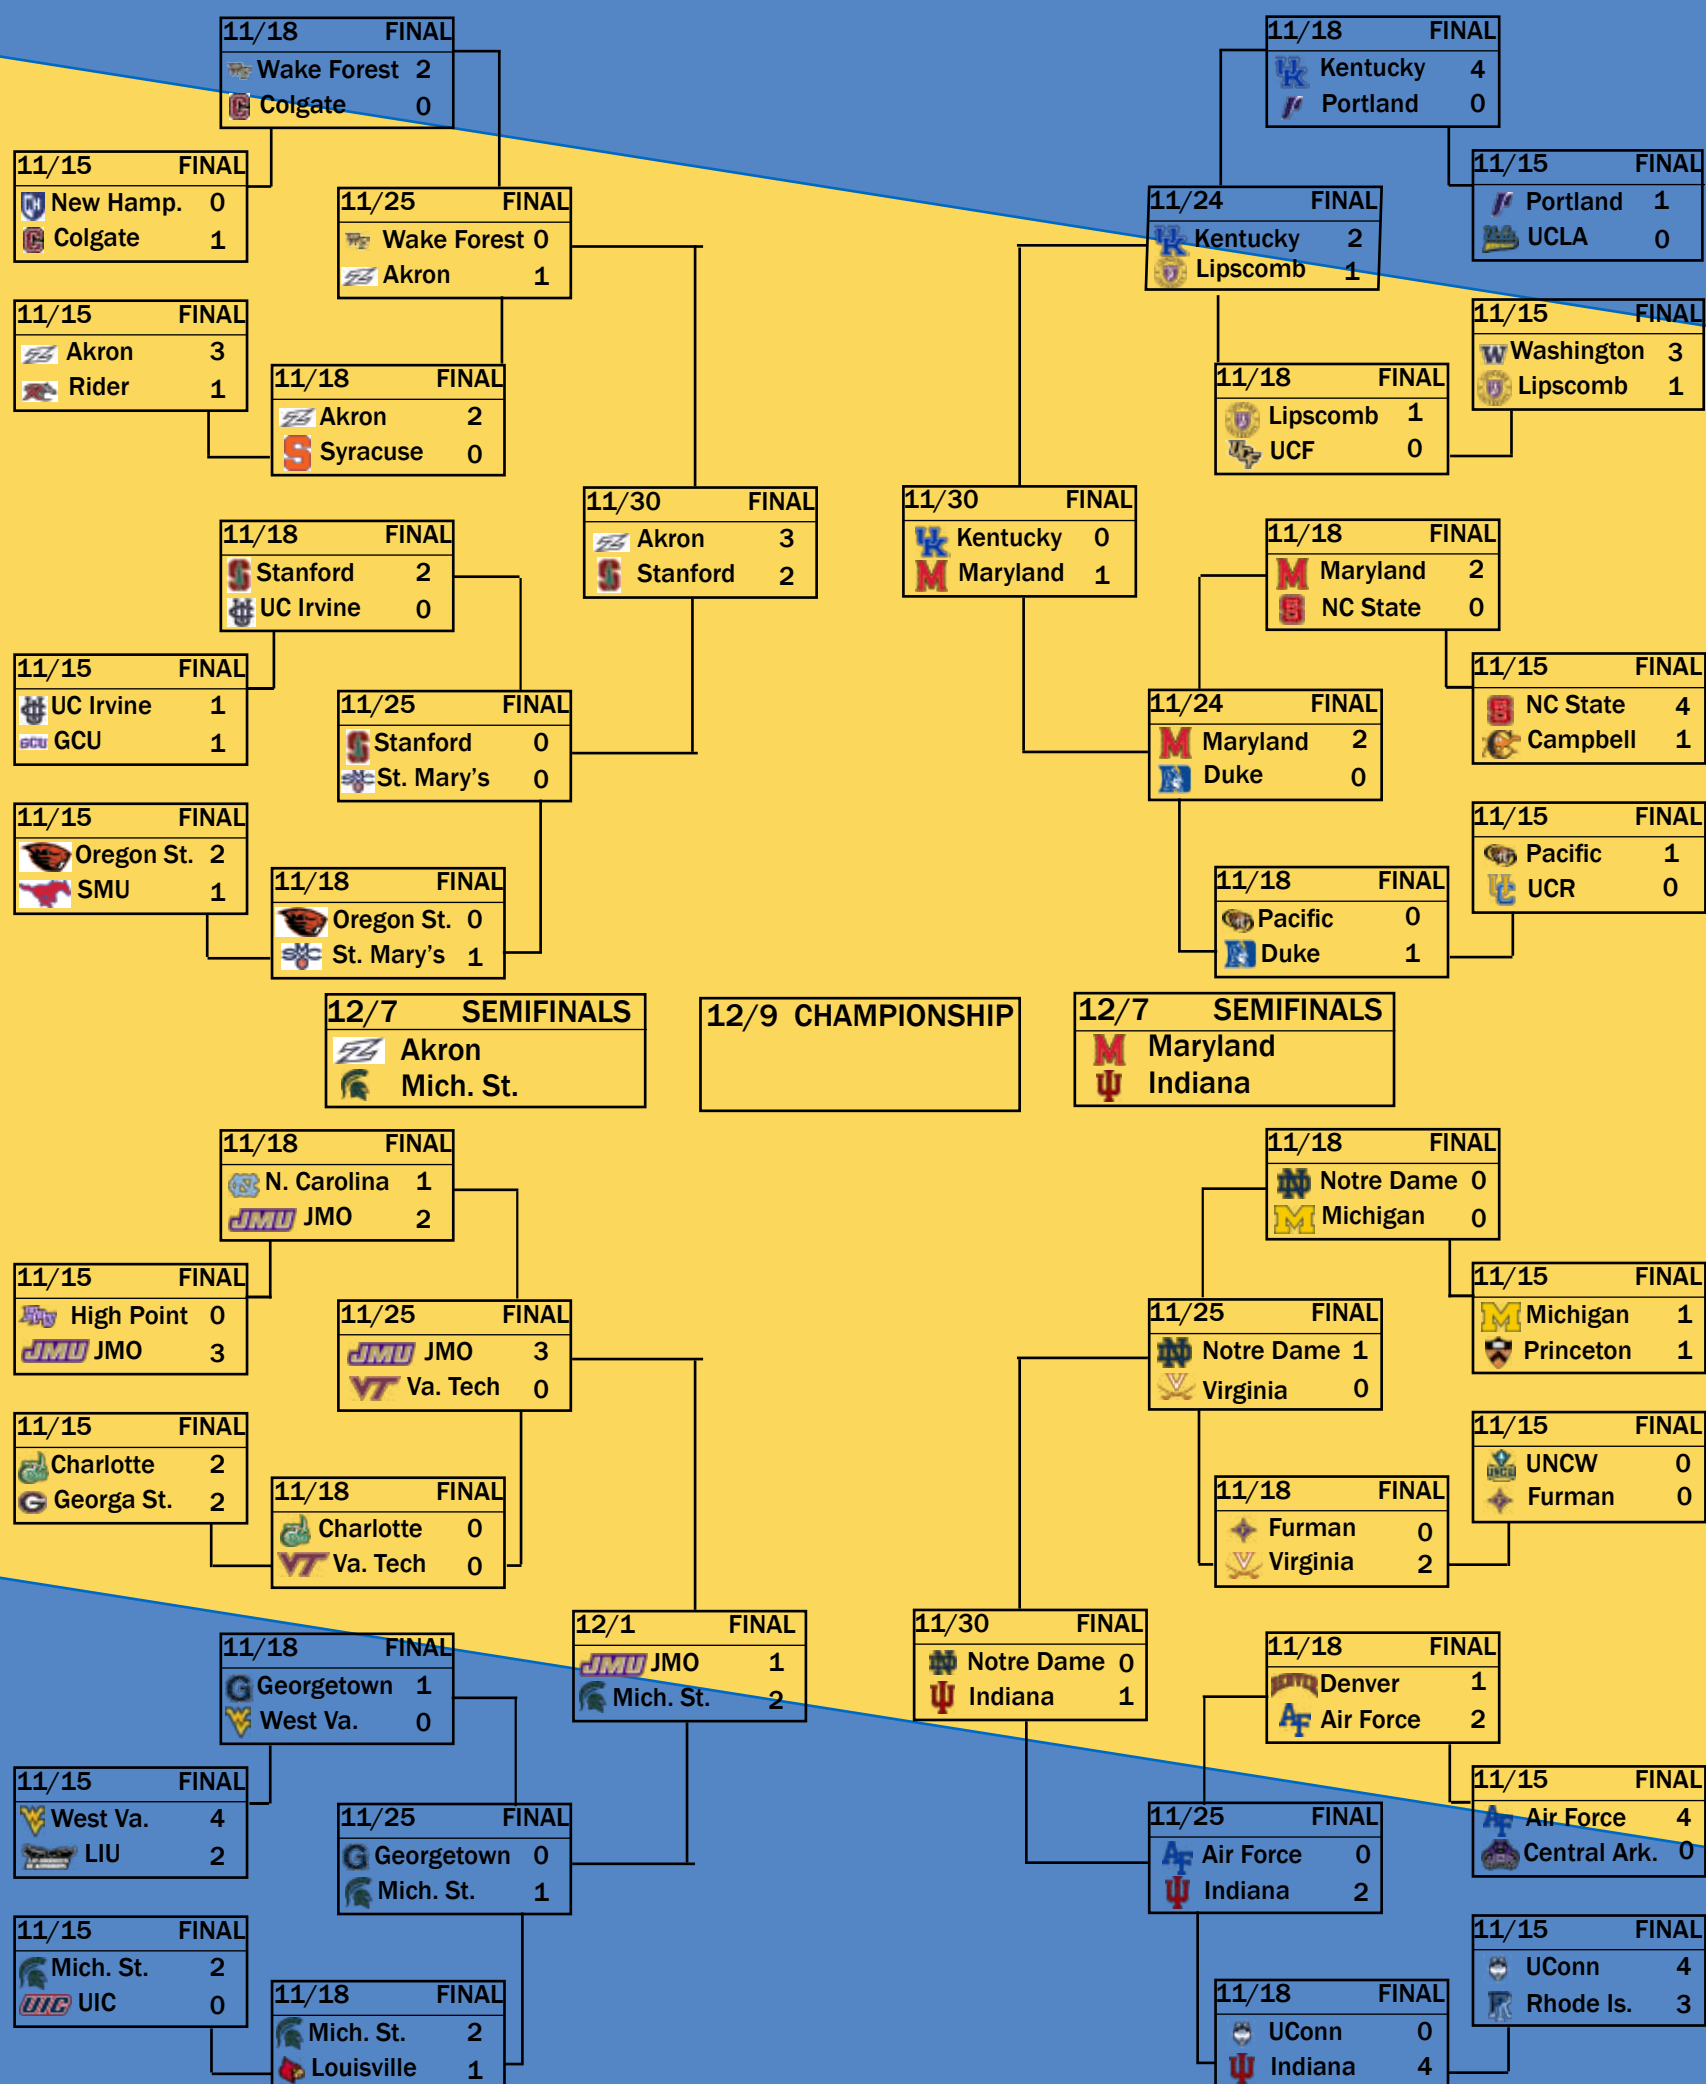 11/18 FINAL
Wake Forest 2
Colgate 0
11/15 FINAL
New Hamp. 0
Colgate 1
11/25 FINAL
Wake Forest 0
Akron 1
11/15 FINAL
Akron 3
Rider 1
11/18 FINAL
Akron 2
Syracuse 0
11/30 FINAL
Akron 3
Stanford 2
11/18 FINAL
Stanford 2
UC Irvine 0
11/15 FINAL
UC Irvine 1
GCU GCU 1
11/25 FINAL
Stanford 0
St. Mary's 0
11/15 FINAL
Oregon St. 2
SMU 1
11/18 FINAL
Oregon St. 0
SMC St. Mary's 1
11/18 FINAL
UK Kentucky 4
Portland 0
11/15 FINAL
Portland 1
UCLA 0
11/24 FINAL
UK Kentucky 2
Lipscomb 1
11/15 FINAL
W Washington 3
Lipscomb 1
11/18 FINAL
Lipscomb 1
UCF UCF 0
11/30 FINAL
UK Kentucky 0
M Maryland 1
11/18 FINAL
M Maryland 2
NC State 0
11/15 FINAL
NC State 4
Campbell 1
11/24 FINAL
M Maryland 2
Duke 0
11/15 FINAL
Pacific 1
UCR 0
11/18 FINAL
Pacific 0
Duke 1
12/7 SEMIFINALS
Akron
Mich. St.
12/9 CHAMPIONSHIP
12/7 SEMIFINALS
M Maryland
Indiana
11/18 FINAL
N. Carolina 1
JMU JMO 2
11/15 FINAL
HPU High Point 0
JMU JMO 3
11/25 FINAL
JMU JMO 3
VT Va. Tech 0
11/15 FINAL
Charlotte 2
G Georga St. 2
11/18 FINAL
Charlotte 0
VT Va. Tech 0
12/1 FINAL
JMU JMO 1
Mich. St. 2
11/18 FINAL
G Georgetown 1
West Va. 0
11/15 FINAL
West Va. 4
LIU 2
11/25 FINAL
G Georgetown 0
Mich. St. 1
11/15 FINAL
Mich. St. 2
UIC UIC 0
11/18 FINAL
Mich. St. 2
Louisville 1
11/18 FINAL
ND Notre Dame 0
M Michigan 0
11/15 FINAL
M Michigan 1
Princeton 1
11/25 FINAL
ND Notre Dame 1
V Virginia 0
11/15 FINAL
UNCW UNCW 0
Furman 0
11/18 FINAL
Furman 0
V Virginia 2
11/30 FINAL
ND Notre Dame 0
Indiana 1
11/18 FINAL
DENVER Denver 1
AF Air Force 2
11/15 FINAL
AF Air Force 4
Central Ark. 0
11/25 FINAL
AF Air Force 0
Indiana 2
11/15 FINAL
UConn 4
R Rhode Is. 3
11/18 FINAL
UConn 0
Indiana 4